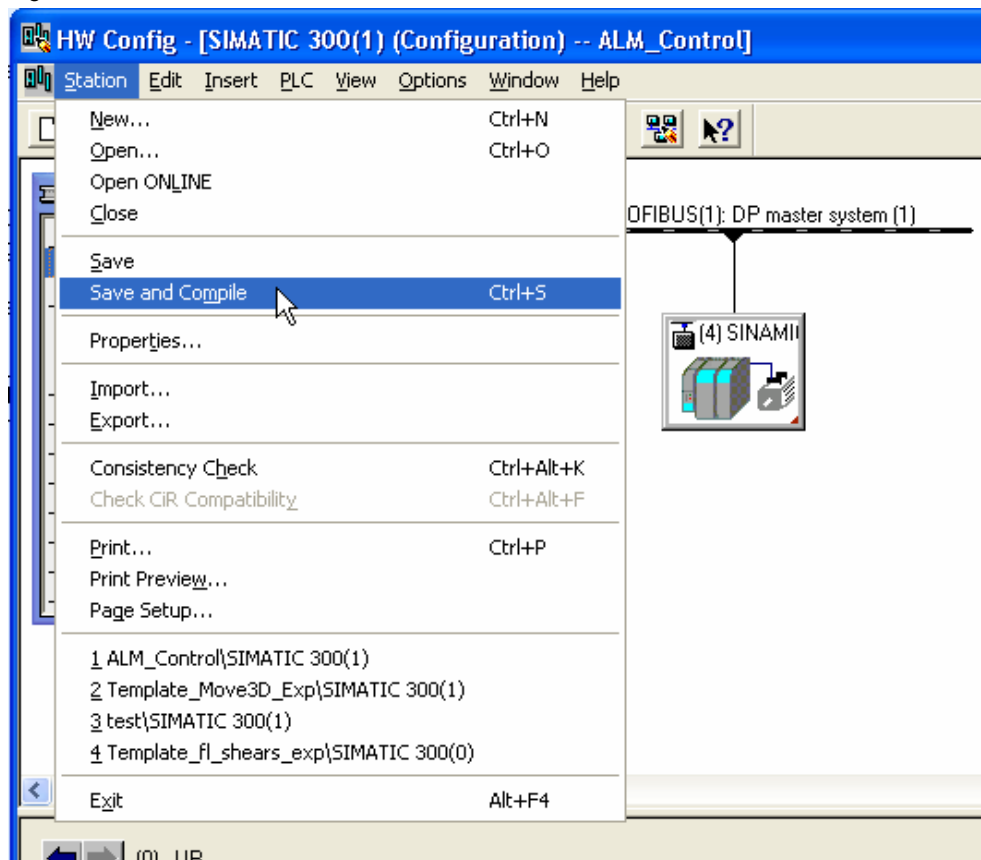 HW Config - [SIMATIC 300(1) (Configuration) -- ALM_Control]
Station Edit Insert PLC View Options Window Help
New... Ctrl+N
Open... Ctrl+O
Open ONLINE
Close
OFIBUS(1): DP master system (1)
Save
Save and Compile Ctrl+S
(4) SINAMI
Properties...
Import...
Export...
Consistency Check Ctrl+Alt+K
Check CiR Compatibility Ctrl+Alt+F
Print... Ctrl+P
Print Preview...
Page Setup...
1 ALM_Control\SIMATIC 300(1)
2 Template_Move3D_Exp\SIMATIC 300(1)
3 test\SIMATIC 300(1)
4 Template_fl_shears_exp\SIMATIC 300(0)
Exit Alt+F4
(0) UR